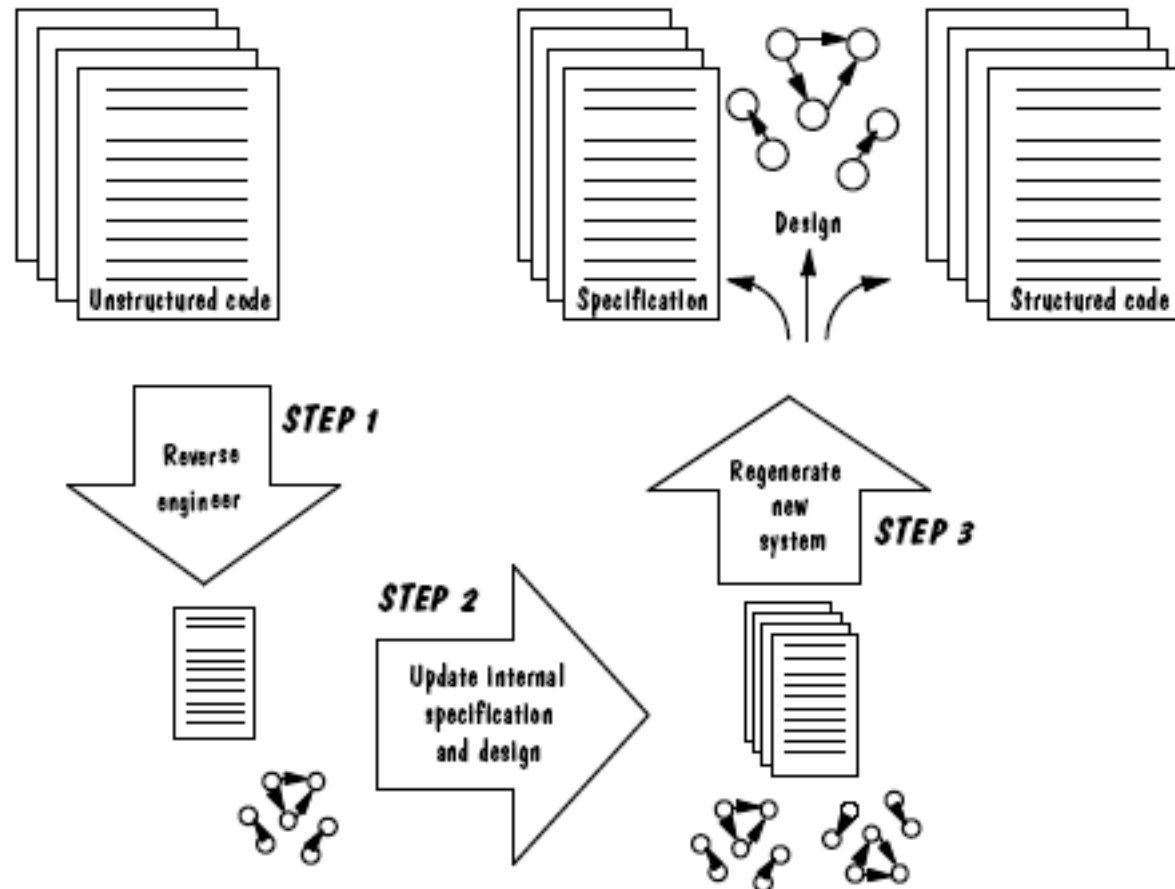 Unstructured code
Specification
Design
Structured code
STEP 1
Reverse
engineer
STEP 2
Update internal
specification
and design
Regenerate
new
system
STEP 3